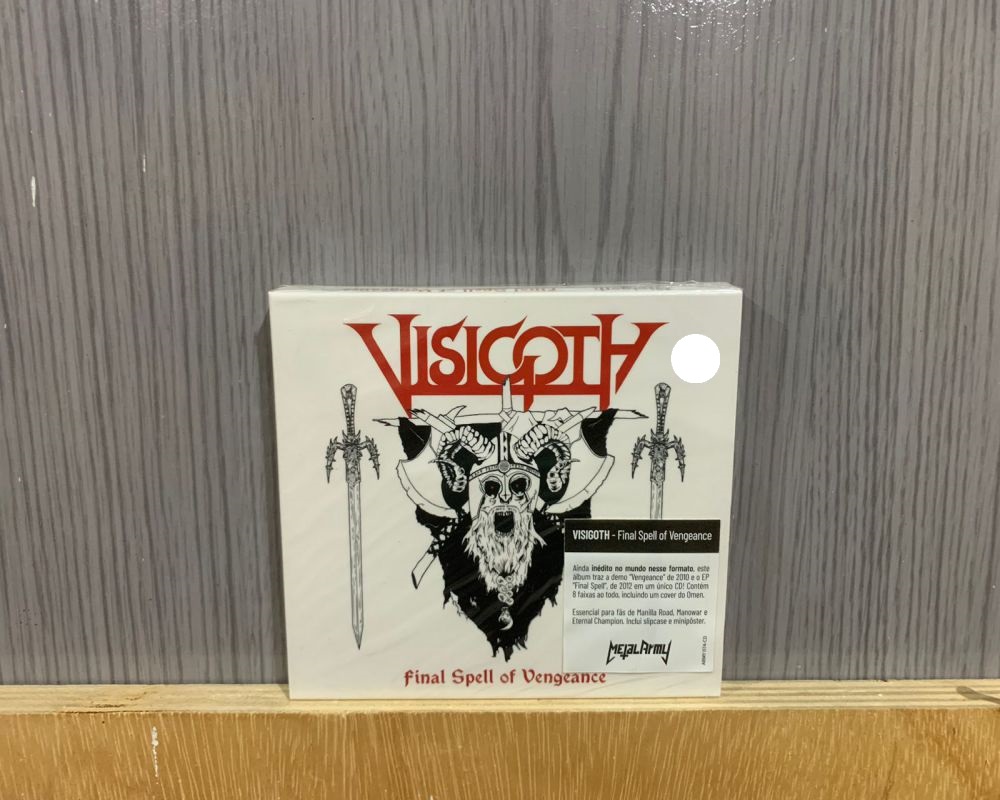 VISIGOTH
VISIGOTH - Final Spell of Vengeance
Ainda inédito no mundo nesse formato, este
álbum traz a demo "Vengeance" de 2010 e o EP
"Final Spell", de 2012 em um único CD! Contém
8 faixas ao todo, incluindo um cover do Omen.
Essencial para fãs de Manilla Road, Manowar e
Eternal Champion. Inclui slipcase e minipôster.
Metal Army
Final Spell of Vengeance